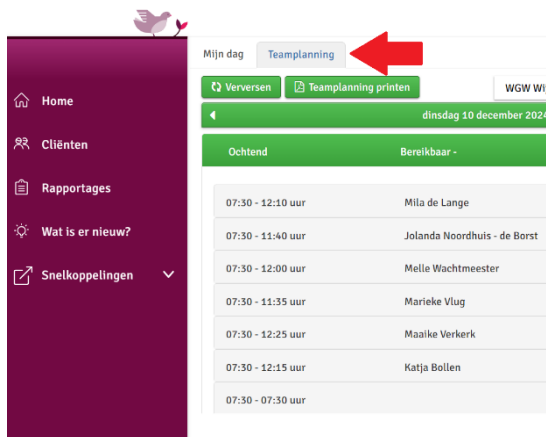 Mijn dag Teamplanning
Verversen Teamplanning printen WGW Wi
dinsdag 10 december 2024
Ochtend Bereikbaar -
Home
Cliënten
Rapportages
Wat is er nieuw?
Snelkoppelingen
07:30 - 12:10 uur Mila de Lange
07:30 - 11:40 uur Jolanda Noordhuis - de Borst
07:30 - 12:00 uur Melle Wachtmeester
07:30 - 11:35 uur Marieke Vlug
07:30 - 12:25 uur Maaike Verkerk
07:30 - 12:15 uur Katja Bollen
07:30 - 07:30 uur